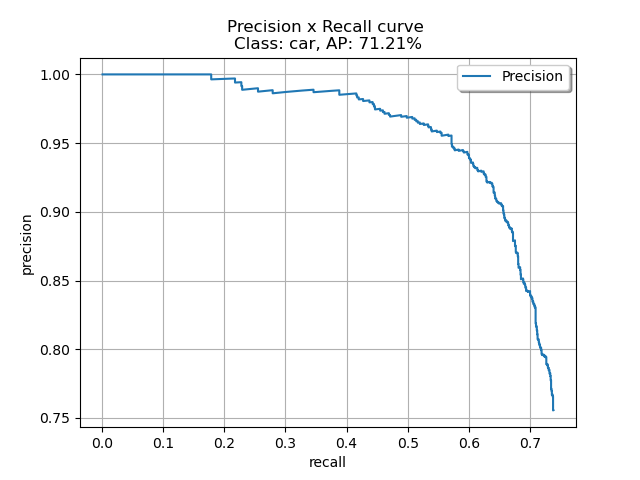 Precision x Recall curve
Class: car, AP: 71.21%
Precision
precision
1.00
0.95
0.90
0.85
0.80
0.75
0.0 0.1 0.2 0.3 0.4 0.5 0.6 0.7
recall